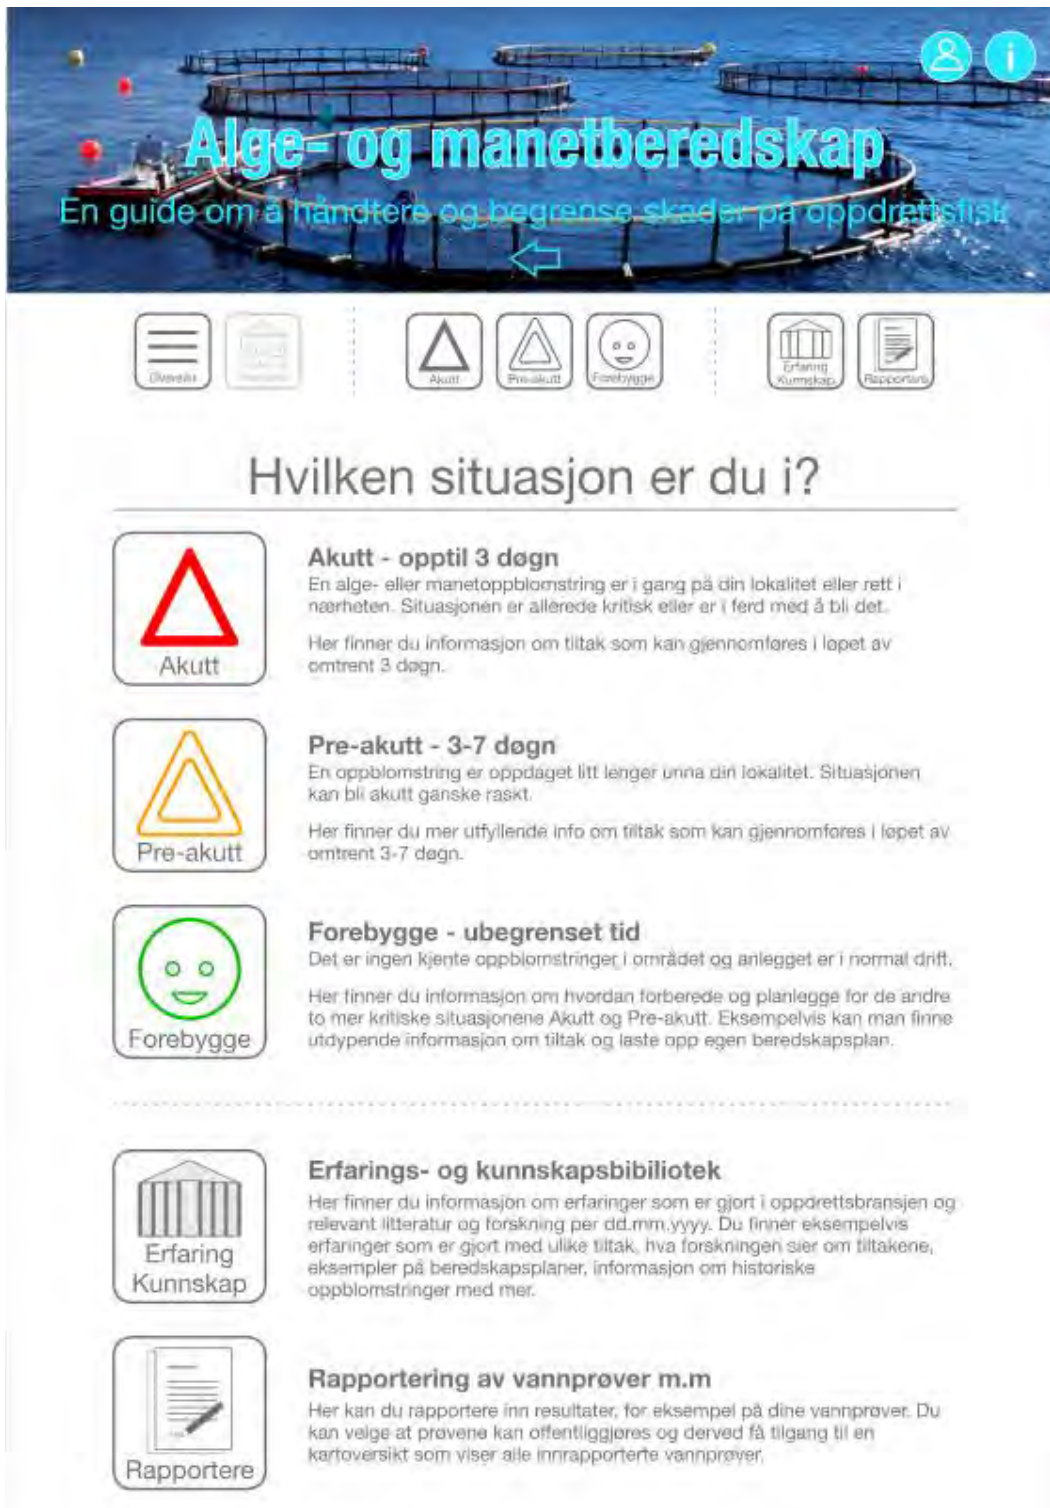 Alge- og manetberedskap
En guide om å håndtere og begrense skader på oppdrettsfisk
Oversikt
Akutt
Pre-akutt
Forebygge
Erfaring
Kunnskap
Rapportere
Hvilken situasjon er du i?
Akutt
Akutt - opptil 3 døgn
En alge- eller manetoppblomstring er i gang på din lokalitet eller rett i
nærheten. Situasjonen er allerede kritisk eller er i ferd med å bli det.
Her finner du informasjon om tiltak som kan gjennomføres i løpet av
omtrent 3 døgn.
Pre-akutt
Pre-akutt - 3-7 døgn
En oppblomstring er oppdaget litt lenger unna din lokalitet. Situasjonen
kan bli akutt ganske raskt.
Her finner du mer utfyllende info om tiltak som kan gjennomføres i løpet av
omtrent 3-7 døgn.
Forebygge
Forebygge - ubegrenset tid
Det er ingen kjente oppblomstringer i området og anlegget er i normal drift.
Her finner du informasjon om hvordan forberede og planlegge for de andre
to mer kritiske situasjonene Akutt og Pre-akutt. Eksempelvis kan man finne
utdypende informasjon om tiltak og laste opp egen beredskapsplan.
Erfaring
Kunnskap
Erfarings- og kunnskapsbibiliotek
Her finner du informasjon om erfaringer som er gjort i oppdrettsbransjen og
relevant litteratur og forskning per dd.mm.yyyy. Du finner eksempelvis
erfaringer som er gjort med ulike tiltak, hva forskningen sier om tiltakene,
eksempler på beredskapsplaner, informasjon om historiske
oppblomstringer med mer.
Rapportere
Rapportering av vannprøver m.m
Her kan du rapportere inn resultater, for eksempel på dine vannprøver. Du
kan velge at prøvene kan offentliggjøres og derved få tilgang til en
kartoversikt som viser alle innrapporterte vannprøver.